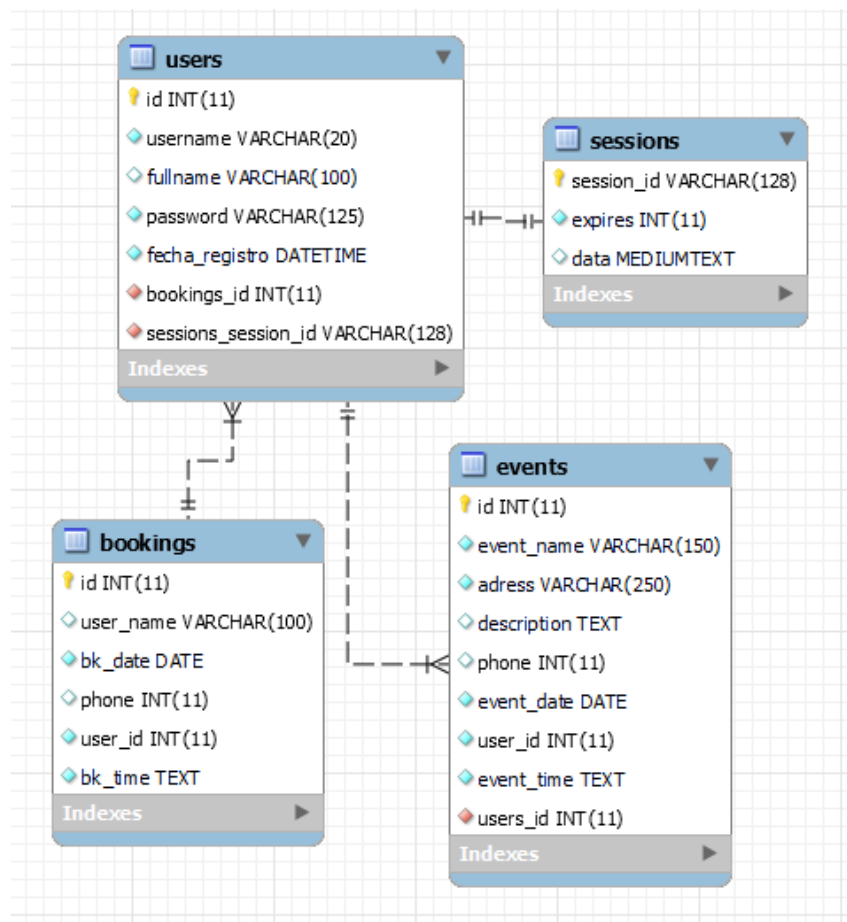 users
id INT(11)
username VARCHAR(20)
fullname VARCHAR(100)
password VARCHAR(125)
fecha_registro DATETIME
bookings_id INT(11)
sessions_session_id VARCHAR(128)
Indexes
sessions
session_id VARCHAR(128)
expires INT(11)
data MEDIUMTEXT
Indexes
bookings
id INT(11)
user_name VARCHAR(100)
bk_date DATE
phone INT(11)
user_id INT(11)
bk_time TEXT
Indexes
events
id INT(11)
event_name VARCHAR(150)
adress VARCHAR(250)
description TEXT
phone INT(11)
event_date DATE
user_id INT(11)
event_time TEXT
users_id INT(11)
Indexes